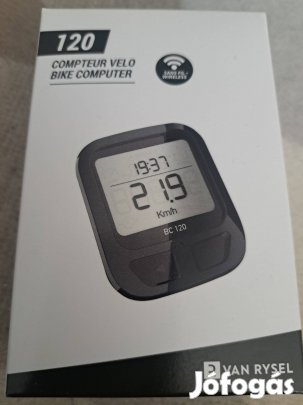 120
COMPTEUR VELO
BIKE COMPUTER
SANS FIL -
WIRELESS
19:37
21.9
Km/h
BC 120
VAN RYSEL
Jófogás